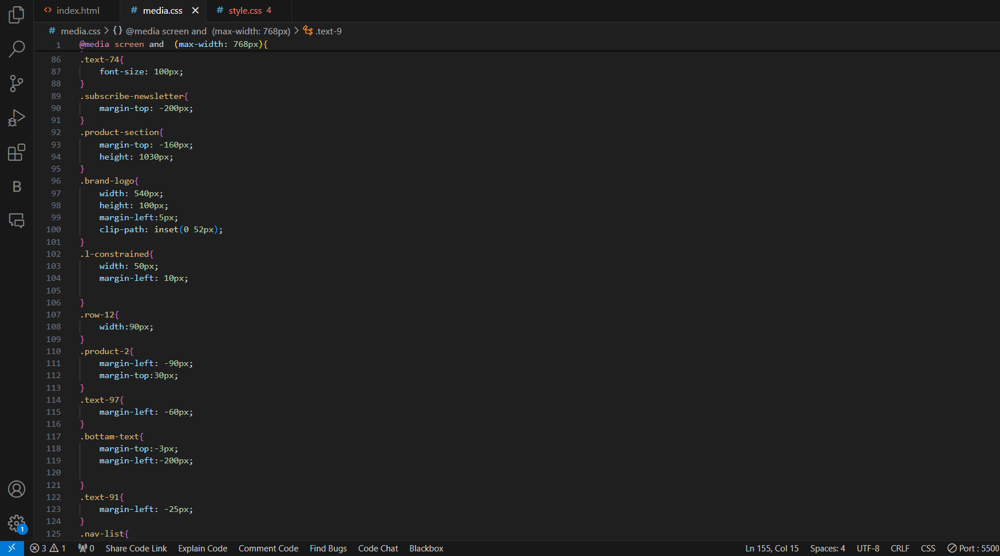 index.html
# media.css
# style.css 4
# media.css > {} @media screen and (max-width: 768px) > .text-9
1 @media screen and  (max-width: 768px){
86 .text-74{
87     font-size: 100px;
88 }
89 .subscribe-newsletter{
90     margin-top: -200px;
91 }
92 .product-section{
93     margin-top: -160px;
94     height: 1030px;
95 }
96 .brand-logo{
97     width: 540px;
98     height: 100px;
99     margin-left:5px;
100     clip-path: inset(0 52px);
101 }
102 .l-constrained{
103     width: 50px;
104     margin-left: 10px;
105
106 }
107 .row-12{
108     width:90px;
109 }
110 .product-2{
111     margin-left: -90px;
112     margin-top:30px;
113 }
114 .text-97{
115     margin-left: -60px;
116 }
117 .bottam-text{
118     margin-top:-3px;
119     margin-left:-200px;
120
121 }
122 .text-91{
123     margin-left: -25px;
124 }
125 .nav-list{
B
1
3 1 0 Share Code Link Explain Code Comment Code Find Bugs Code Chat Blackbox Ln 155, Col 15 Spaces: 4 UTF-8 CRLF CSS Port : 5500